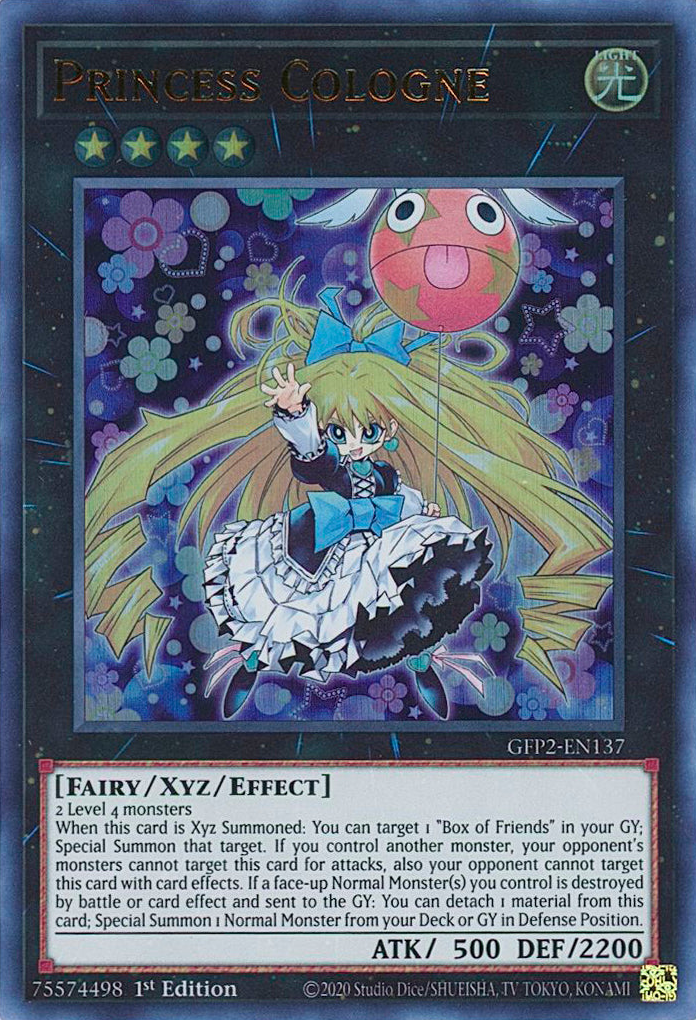 PRINCESS COLOGNE
LIGHT
光
GFP2-EN137
[FAIRY/XYZ/EFFECT]
2 Level 4 monsters
When this card is Xyz Summoned: You can target 1 "Box of Friends" in your GY;
Special Summon that target. If you control another monster, your opponent's
monsters cannot target this card for attacks, also your opponent cannot target
this card with card effects. If a face-up Normal Monster(s) you control is destroyed
by battle or card effect and sent to the GY: You can detach 1 material from this
card; Special Summon 1 Normal Monster from your Deck or GY in Defense Position.
ATK/ 500 DEF/2200
75574498 1st Edition ©2020 Studio Dice/SHUEISHA, TV TOKYO, KONAMI